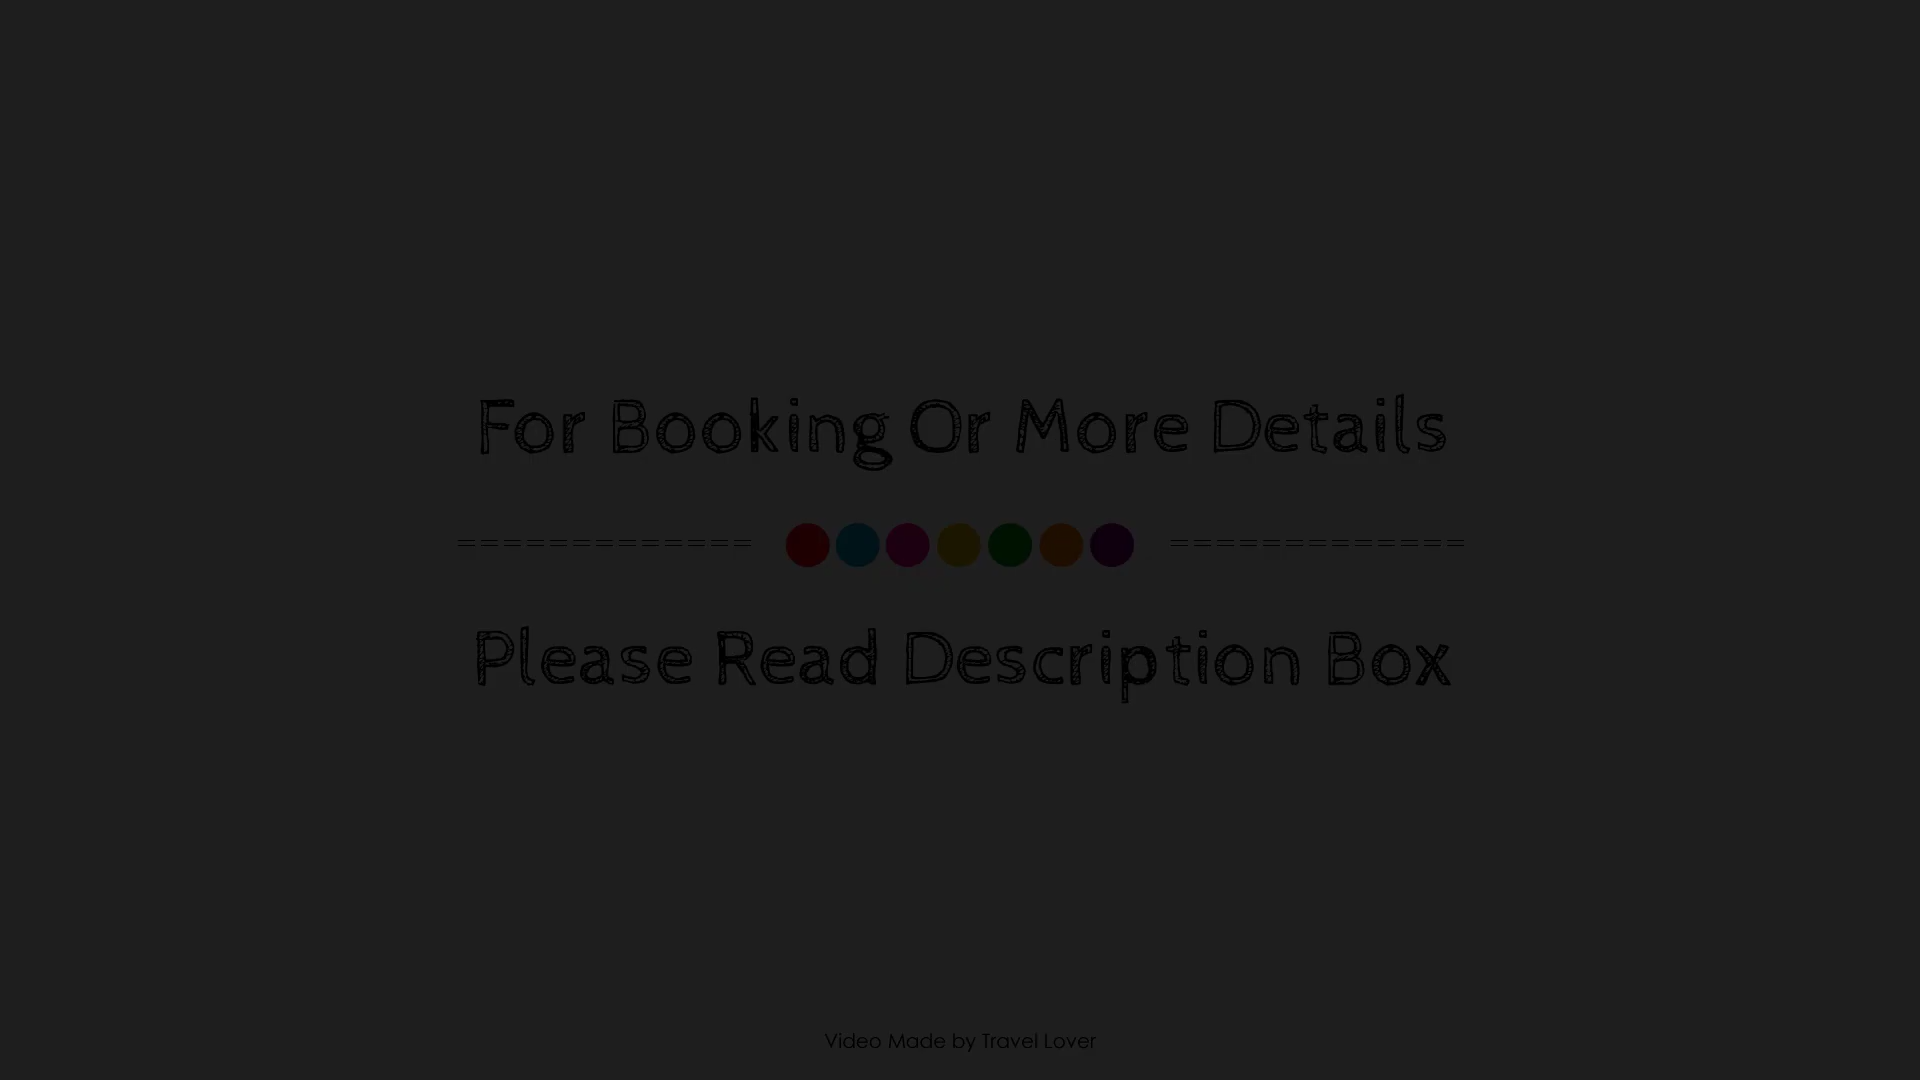 For Booking Or More Details
============= =============
Please Read Description Box
Video Made by Travel Lover